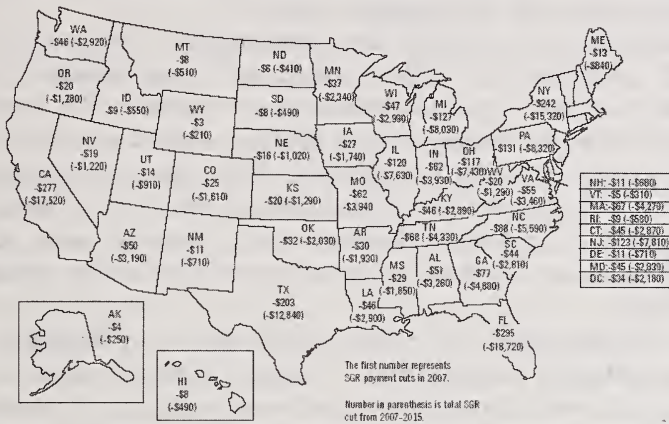 WA
-$46 (-$2,920)
OR
-$20
(-$1,280)
ID
-$9 (-$550)
MT
-$8
(-$510)
WY
-$3
(-$210)
NV
-$19
(-$1,220)
UT
-$14
(-$910)
CO
-$25
(-$1,610)
CA
-$277
(-$17,520)
AZ
-$50
(-$3,190)
NM
-$11
(-$710)
ND
-$6 (-$410)
SD
-$8 (-$490)
NE
-$16 (-$1,020)
KS
-$20 (-$1,290)
OK
-$32 (-$2,030)
TX
-$203
(-$12,840)
MN
-$37
(-$2,340)
IA
-$27
(-$1,740)
MO
-$62
(-$3,940
AR
-$30
(-$1,930)
LA
-$46
(-$2,900)
WI
-$47
(-$2,990)
IL
-$120
(-$7,630)
MI
-$127
(-$8,030)
IN
-$62
(-$3,930)
OH
-$117
(-$7,430)
KY
-$46 (-$2,890)
TN
-$68 (-$4,330)
MS
-$29
(-$1,850)
AL
(-$3,260)
GA
-$77
(-$4,880)
FL
-$295
(-$18,720)
SC
-$44
(-$2,810)
NC
-$88 (-$5,590)
WV
-$20
(-$1,290)
VA
-$55
(-$3,460)
PA
-$131 (-$8,320)
NY
-$242
(-$15,320)
ME
-$13
(-$840)
NH: -$11 (-$680)
VT: -$5 (-$310)
MA: -$67 (-$4,270)
RI: -$9 (-$580)
CT: -$45 (-$2,870)
NJ: -$123 (-$7,810)
DE: -$11 (-$710)
MD: -$45 (-$2,830)
DC: -$34 (-$2,180)
AK
-$4
(-$250)
HI
-$8
(-$490)
The first number represents
SGR payment cuts in 2007.
Number in parenthesis is total SGR
cut from 2007-2015.